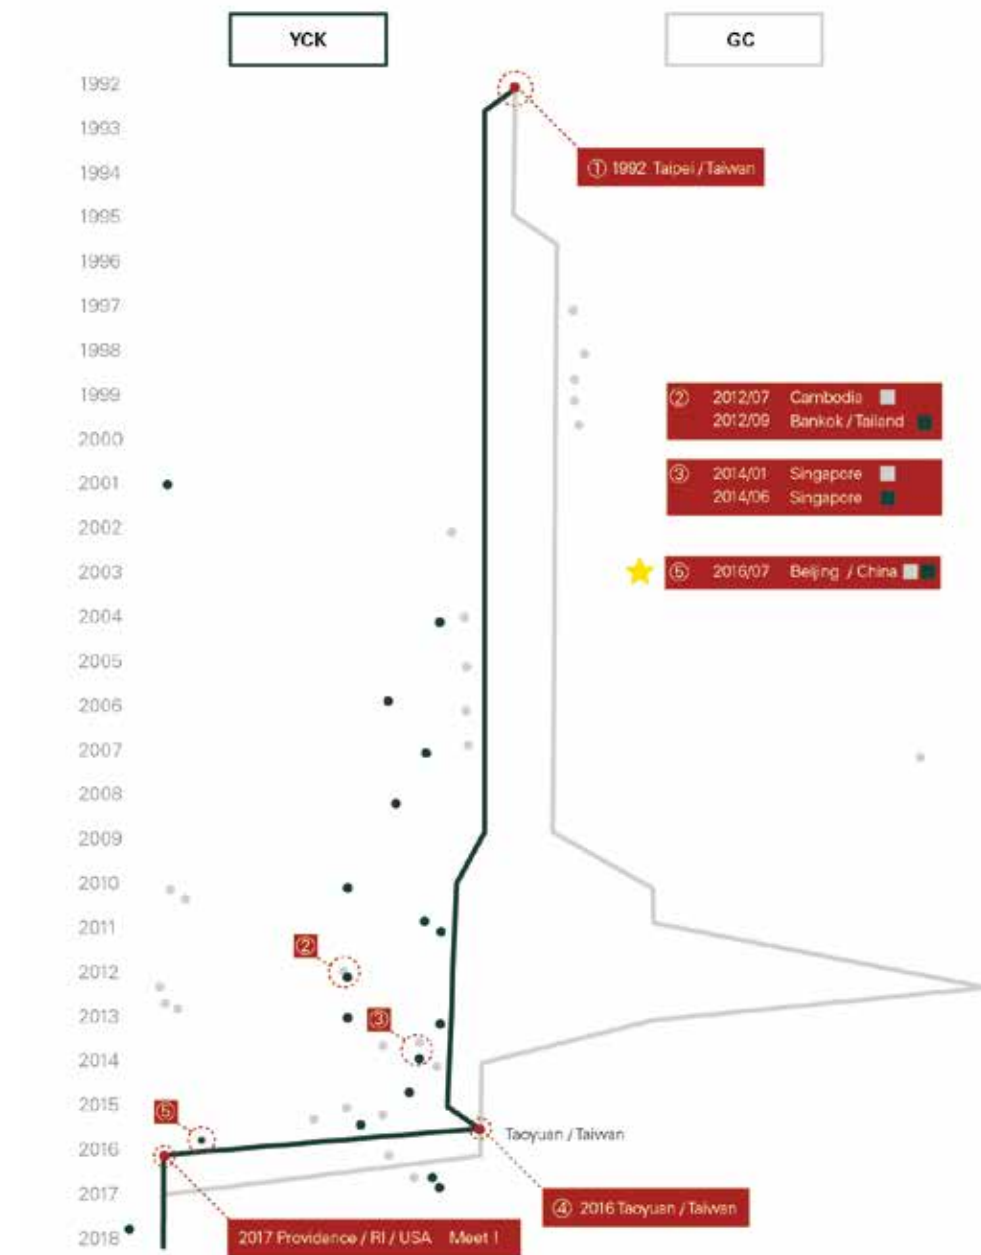 YCK
GC
1992
1993
① 1992 Taipei / Taiwan
1994
1995
1996
1997
1998
1999
② 2012/07 Cambodia
2012/09 Bankok / Tailand
2000
③ 2014/01 Singapore
2014/06 Singapore
2001
2002
2003
⑤ 2016/07 Beijing / China
2004
2005
2006
2007
2008
2009
2010
2011
②
2012
2013
③
2014
2015
⑤
Taoyuan / Taiwan
2016
2017
④ 2016 Taoyuan / Taiwan
2018
2017 Providence / RI / USA Meet !